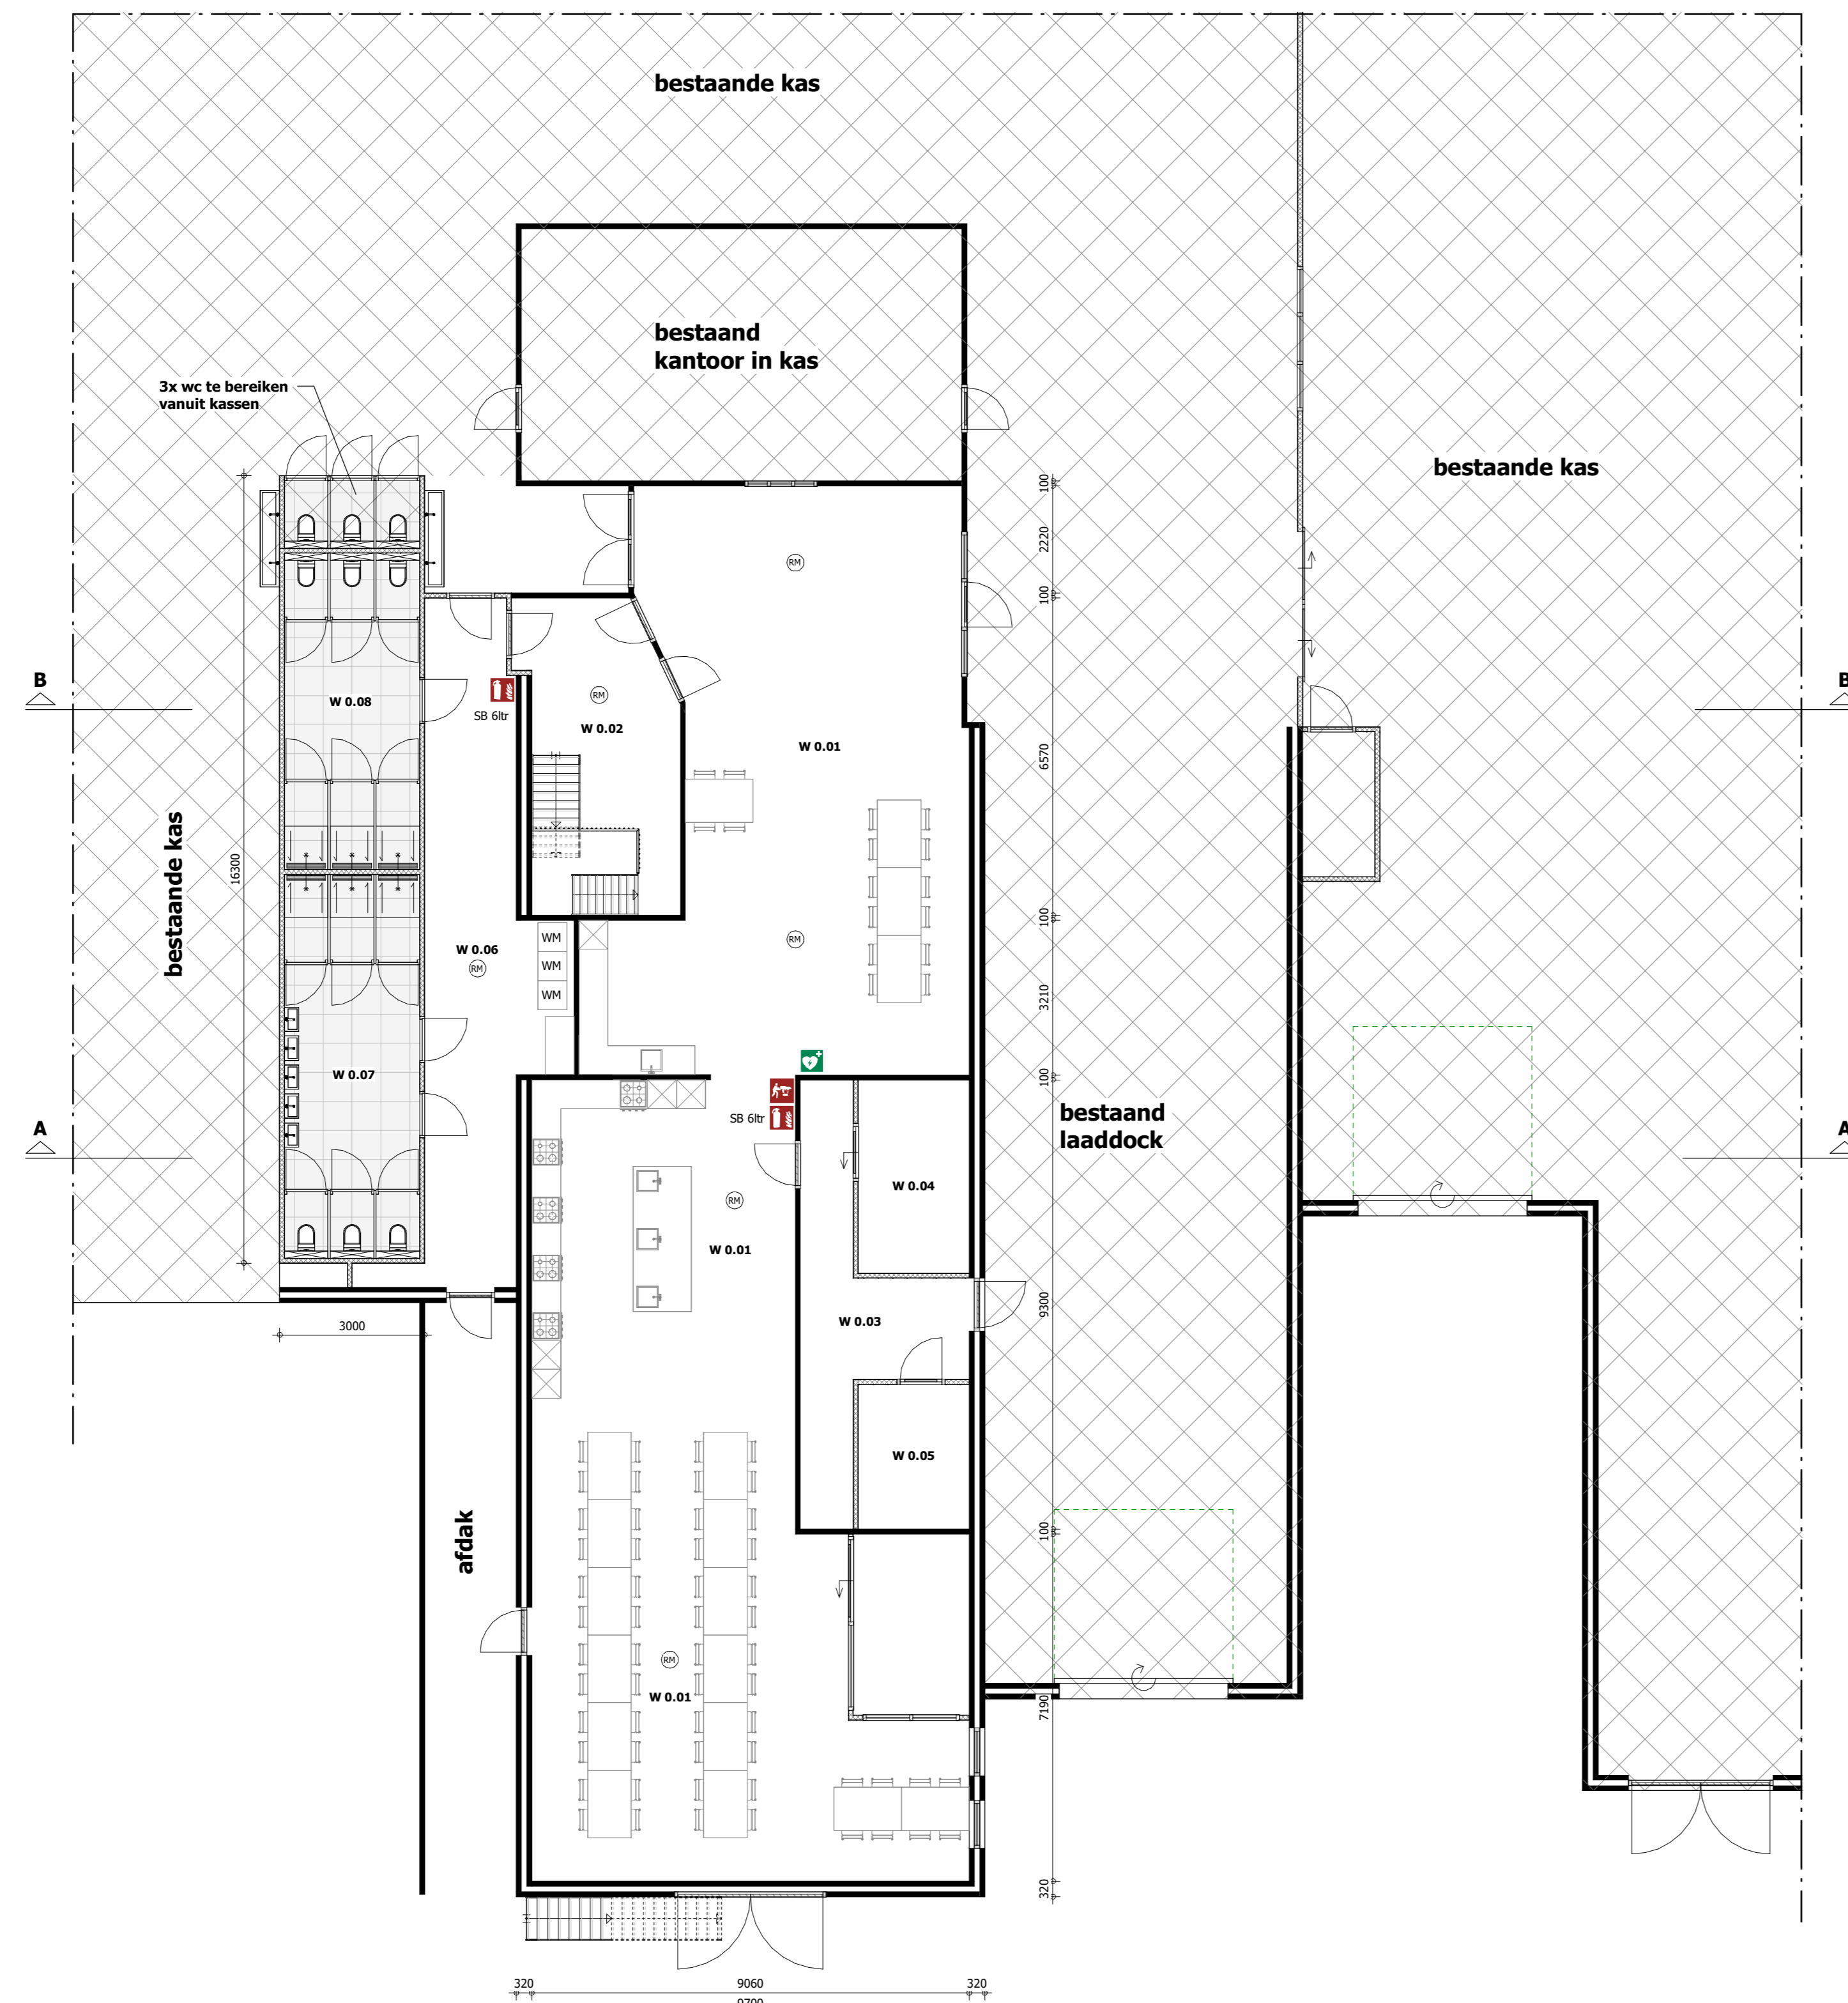 bestaande kas
bestaand
kantoor in kas
3x wc te bereiken
vanuit kassen
bestaande kas
100
2220
100
RM
B
B
W 0.08
SB 6ltr
RM
W 0.02
W 0.01
6570
bestaande kas
16300
W 0.06
RM
WM
WM
WM
RM
100
3210
100
W 0.07
A
A
SB 6ltr
bestaand
laaddock
W 0.04
RM
W 0.01
W 0.03
9300
3000
W 0.05
afdak
100
RM
W 0.01
7190
320
320
9060
320
9700